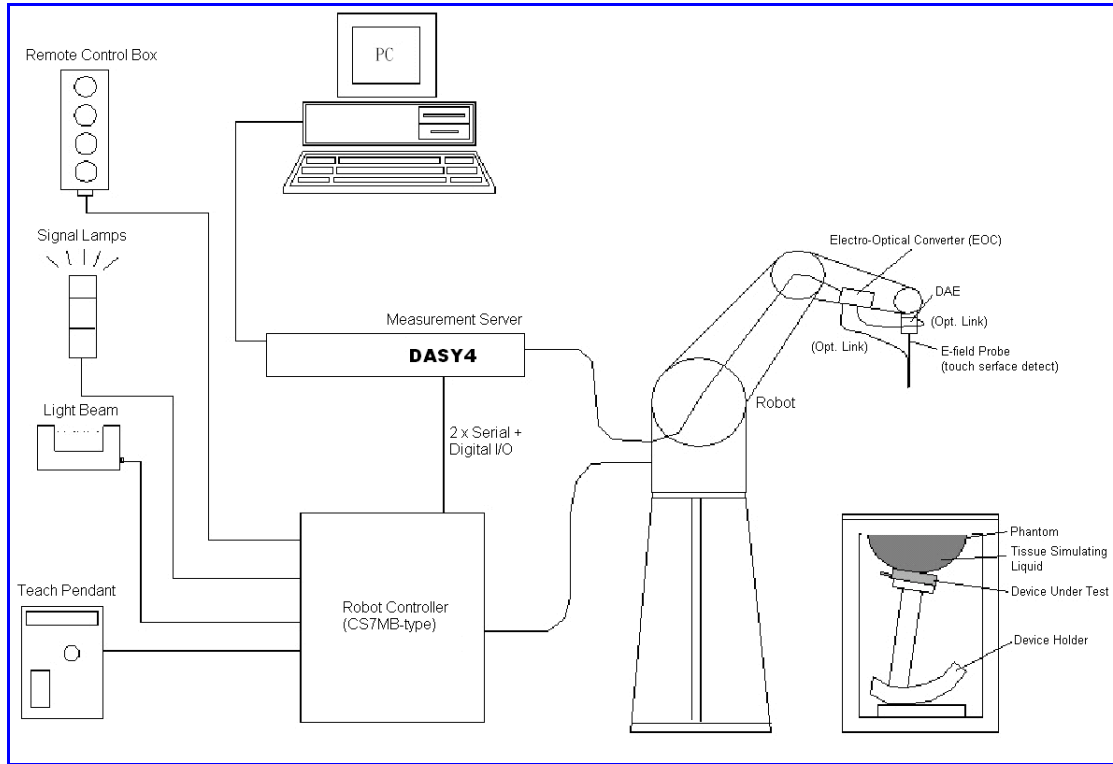 Remote Control Box
PC
Signal Lamps
Electro-Optical Converter (EOC)
DAE
(Opt. Link)
Measurement Server
DASY4
(Opt. Link)
E-field Probe
(touch serface detect)
Robot
Light Beam
2 x Serial +
Digital I/O
Phantom
Tissue Simulating
Liquid
Device Under Test
Teach Pendant
Robot Controller
(CS7MB-type)
Device Holder